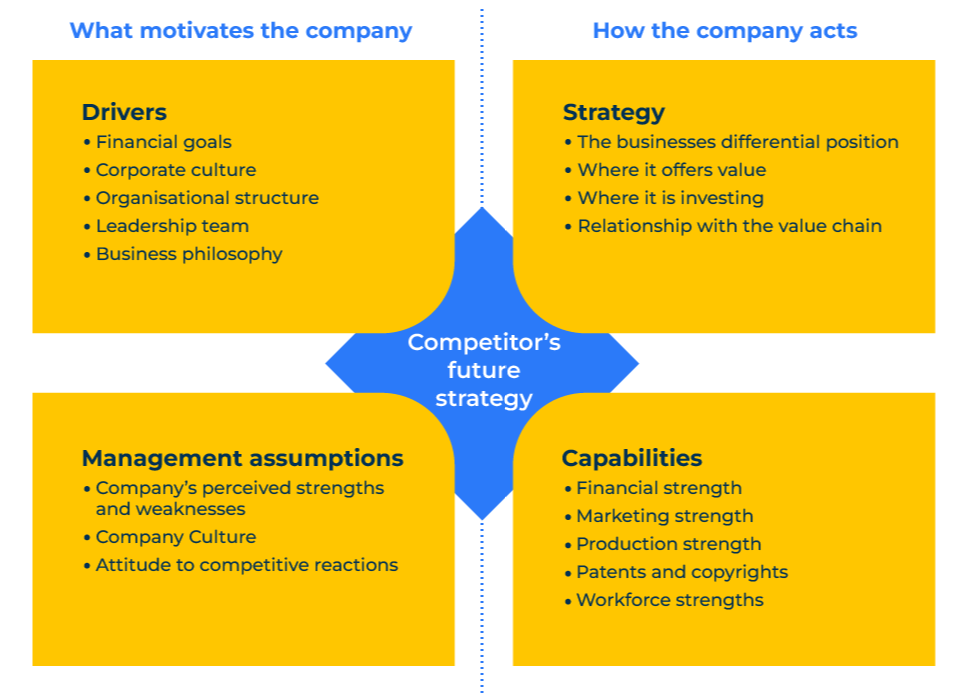 What motivates the company
How the company acts
Drivers
• Financial goals
• Corporate culture
• Organisational structure
• Leadership team
• Business philosophy
Strategy
• The businesses differential position
• Where it offers value
• Where it is investing
• Relationship with the value chain
Competitor’s
future
strategy
Management assumptions
• Company’s perceived strengths
and weaknesses
• Company Culture
• Attitude to competitive reactions
Capabilities
• Financial strength
• Marketing strength
• Production strength
• Patents and copyrights
• Workforce strengths